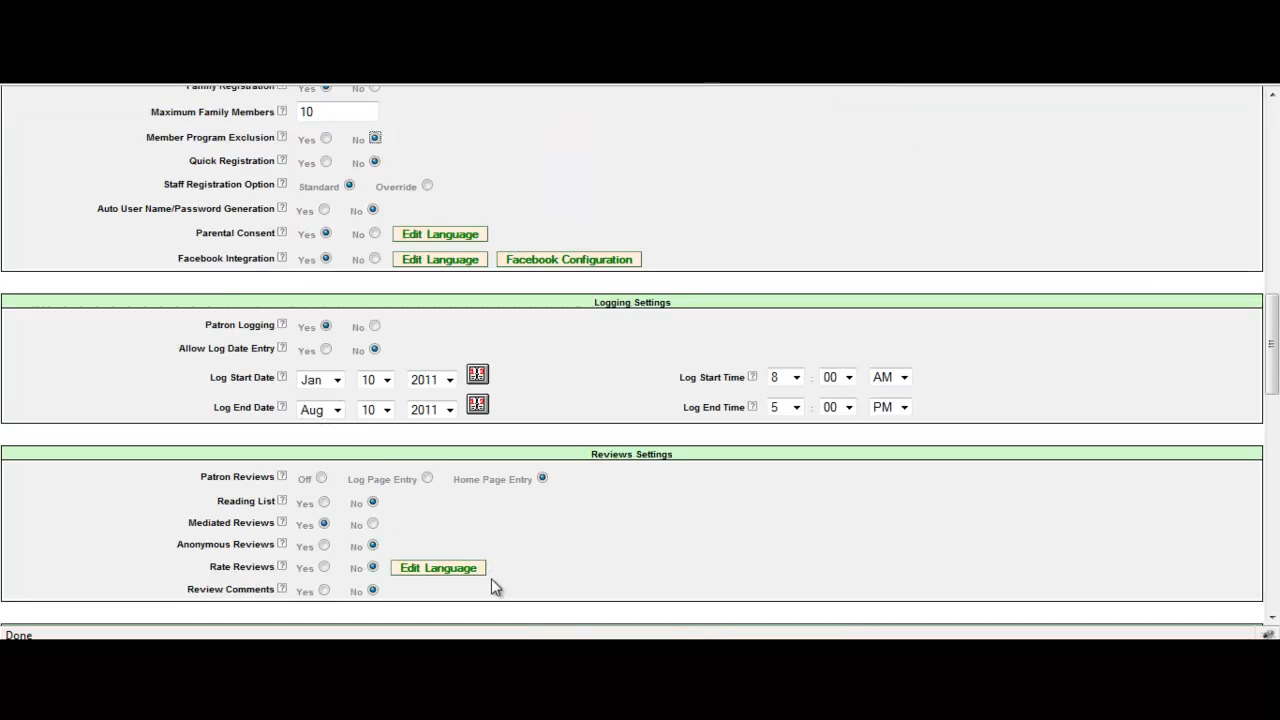 Family Registration ? Yes No
Maximum Family Members ? 10
Member Program Exclusion ? Yes No
Quick Registration ? Yes No
Staff Registration Option ? Standard Override
Auto User Name/Password Generation ? Yes No
Parental Consent ? Yes No Edit Language
Facebook Integration ? Yes No Edit Language Facebook Configuration
Logging Settings
Patron Logging ? Yes No
Allow Log Date Entry ? Yes No
Log Start Date ? Jan 10 2011 Log Start Time ? 8 : 00 AM
Log End Date ? Aug 10 2011 Log End Time ? 5 : 00 PM
Reviews Settings
Patron Reviews ? Off Log Page Entry Home Page Entry
Reading List ? Yes No
Mediated Reviews ? Yes No
Anonymous Reviews ? Yes No
Rate Reviews ? Yes No Edit Language
Review Comments ? Yes No
Done